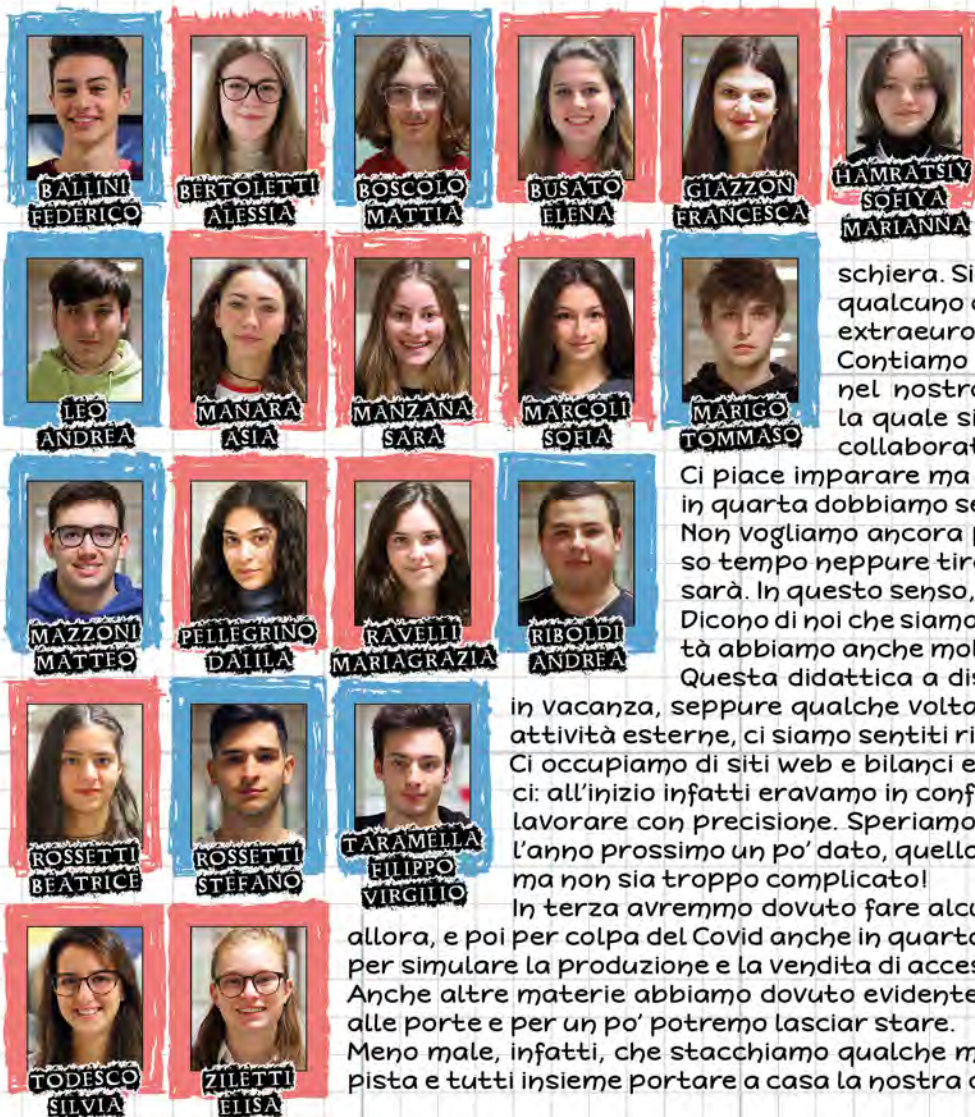 BALLINI
FEDERICO
BERTOLETTI
ALESSIA
BOSCOLO
MATTIA
BUSATO
ELENA
GIAZZON
FRANCESCA
HAMRATSIY
SOFIYA
MARIANNA
LEO
ANDREA
MANARA
ASIA
MANZANA
SARA
MARCOLI
SOFIA
MARIGO
TOMMASO
MAZZONI
MATTEO
PELLEGRINO
DALILA
RAVELLI
MARIAGRAZIA
RIBOLDI
ANDREA
ROSSETTI
BEATRICE
ROSSETTI
STEFANO
TARAMELLA
FILIPPO
VIRGILIO
TODESCO
SILVIA
ZILETTI
ELISA
schiera. Si
qualcuno
extraeuro
Contiamo
nel nostr
la quale s
collaborat
Ci piace imparare ma
in quarta dobbiamo s
Non vogliamo ancora p
so tempo neppure tir
sarà. In questo senso,
Dicono di noi che siamo
tà abbiamo anche mol
Questa didattica a dis
in vacanza, seppure qualche volta
attività esterne, ci siamo sentiti ri
Ci occupiamo di siti web e bilanci e
ci: all'inizio infatti eravamo in conf
lavorare con precisione. Speriamo
l'anno prossimo un po' dato, quello
ma non sia troppo complicato!
In terza avremmo dovuto fare alcu
allora, e poi per colpa del Covid anche in quarta
per simulare la produzione e la vendita di acces
Anche altre materie abbiamo dovuto evidente
alle porte e per un po' potremo lasciar stare.
Meno male, infatti, che stacchiamo qualche m
pista e tutti insieme portare a casa la nostra